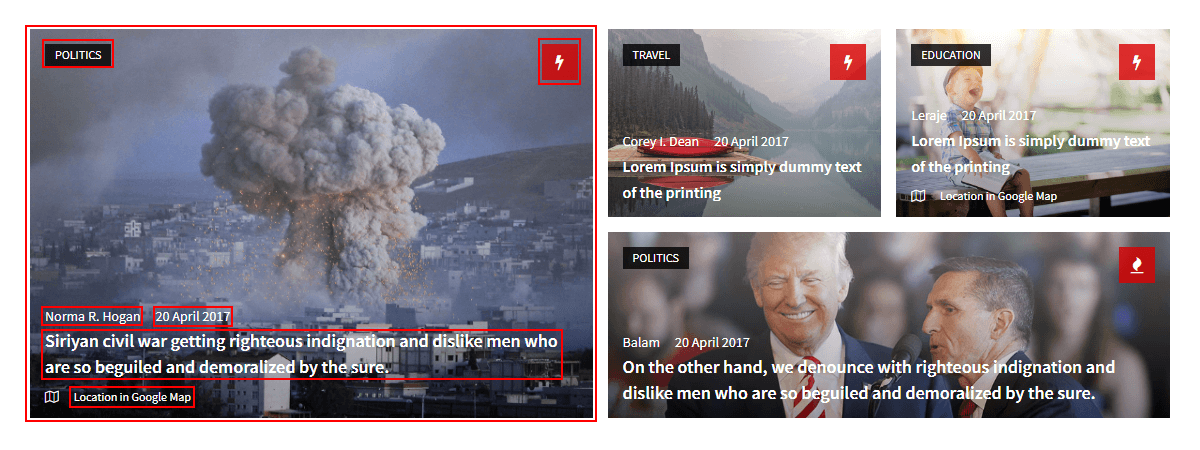 POLITICS
Norma R. Hogan 20 April 2017
Siriyan civil war getting righteous indignation and dislike men who
are so beguiled and demoralized by the sure.
Location in Google Map
TRAVEL
Corey I. Dean 20 April 2017
Lorem Ipsum is simply dummy text
of the printing
EDUCATION
Leraje 20 April 2017
Lorem Ipsum is simply dummy text
of the printing
Location in Google Map
POLITICS
Balam 20 April 2017
On the other hand, we denounce with righteous indignation and
dislike men who are so beguiled and demoralized by the sure.